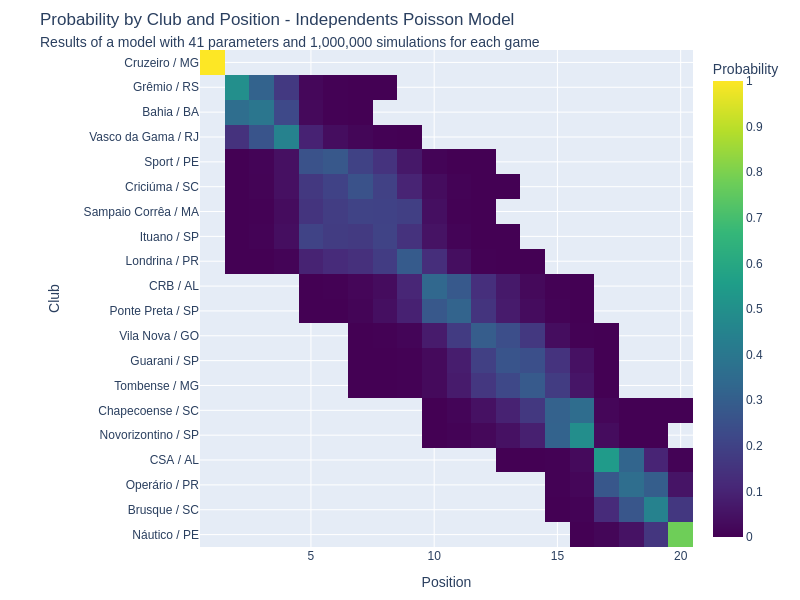 Probability by Club and Position - Independents Poisson Model
Results of a model with 41 parameters and 1,000,000 simulations for each game
Probability
Cruzeiro / MG
Grêmio / RS
Bahia / BA
Vasco da Gama / RJ
Sport / PE
Criciúma / SC
Sampaio Corrêa / MA
Ituano / SP
Londrina / PR
CRB / AL
Ponte Preta / SP
Vila Nova / GO
Guarani / SP
Tombense / MG
Chapecoense / SC
Novorizontino / SP
CSA / AL
Operário / PR
Brusque / SC
Náutico / PE
Club
5
10
15
20
Position
1
0.9
0.8
0.7
0.6
0.5
0.4
0.3
0.2
0.1
0